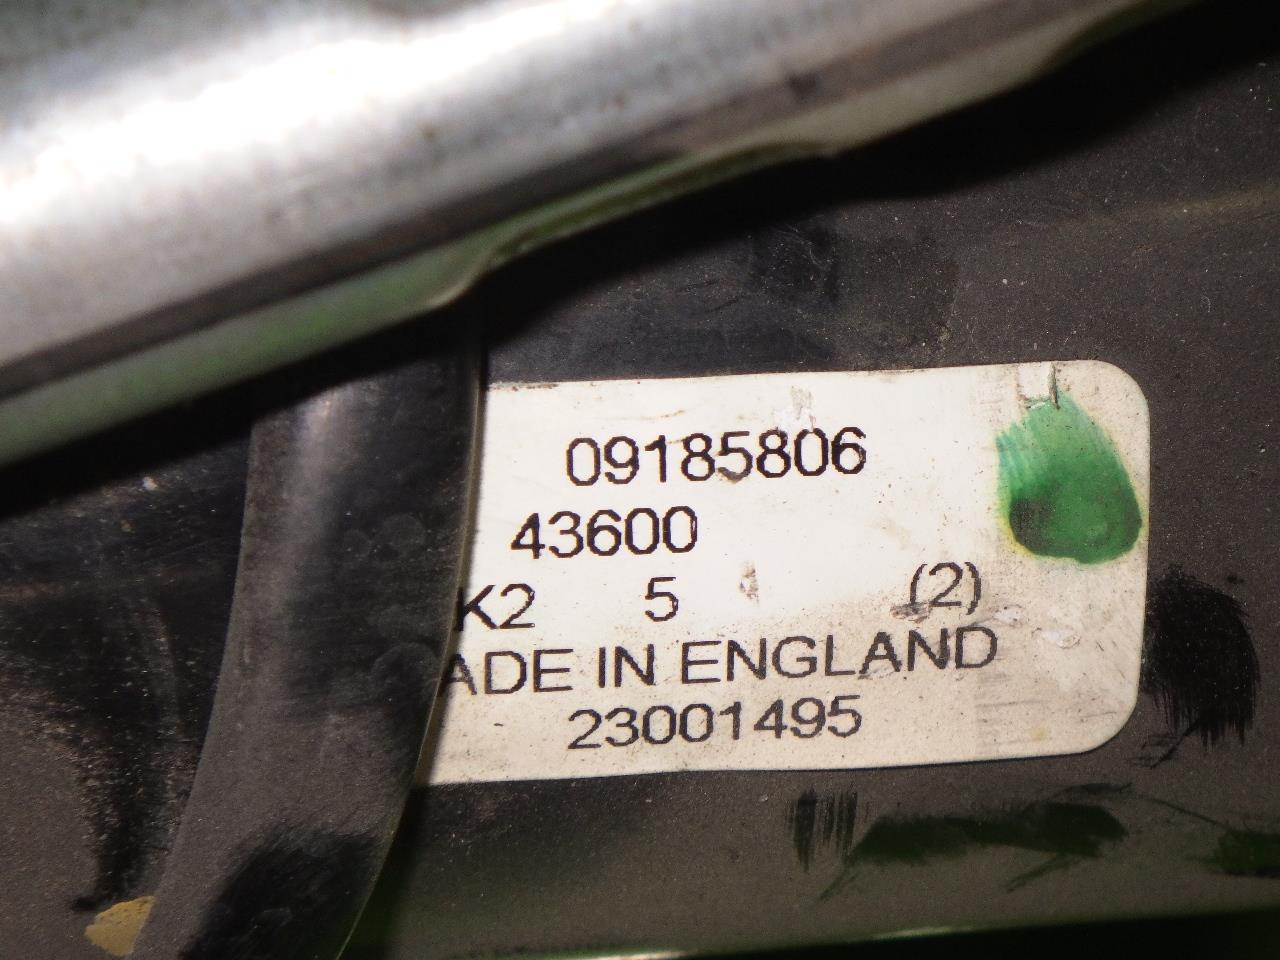 09185806
43600
K2 5 (2)
ADE IN ENGLAND
23001495